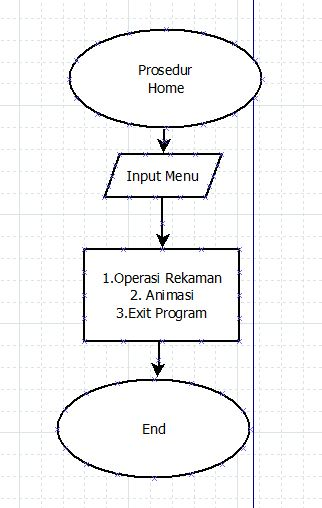 Prosedur
Home
Input Menu
1.Operasi Rekaman
2. Animasi
3.Exit Program
End